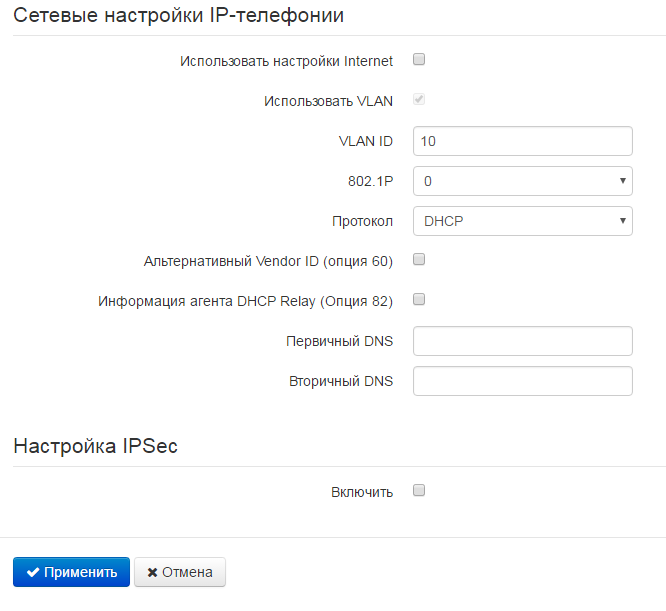 Сетевые настройки IP-телефонии
Использовать настройки Internet
Использовать VLAN
VLAN ID 10
802.1P 0
Протокол DHCP
Альтернативный Vendor ID (опция 60)
Информация агента DHCP Relay (Опция 82)
Первичный DNS
Вторичный DNS
Настройка IPSec
Включить
Применить Отмена